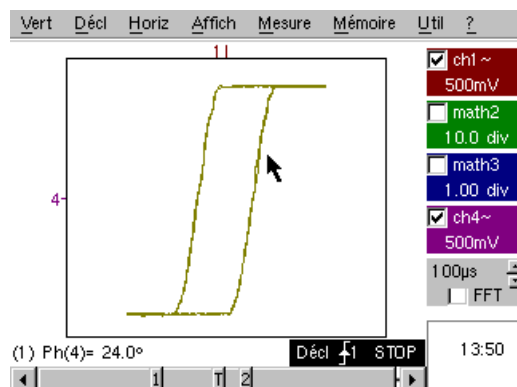 Vert Décl Horiz Affich Mesure Mémoire Util ?
1
ch1 ~
500mV
math2
10.0 div
math3
1.00 div
4
ch4~
500mV
100µs
FFT
(1) Ph(4)= 24.0°
Décl 1 STOP
13:50
1 T 2